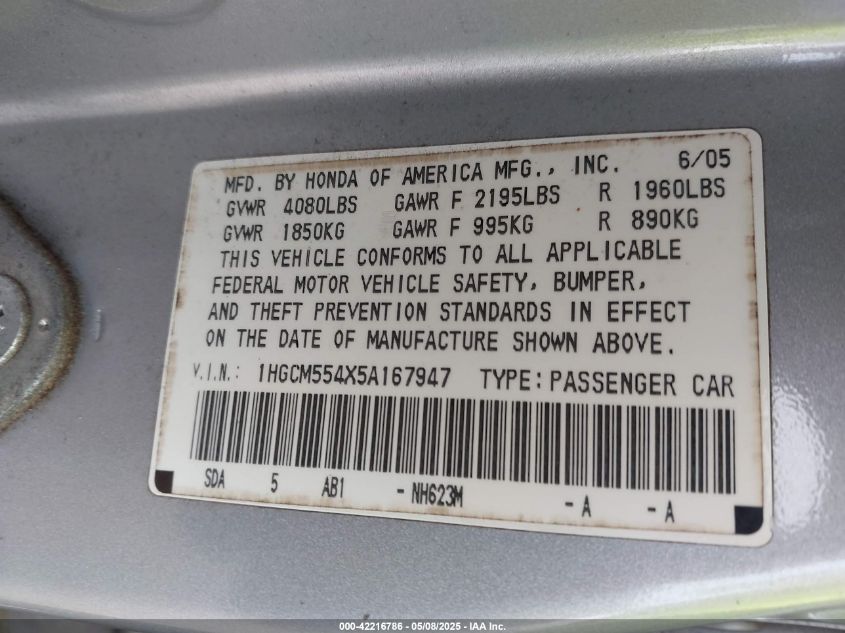 MFD. BY HONDA OF AMERICA MFG., INC. 6/05
GVWR 4080LBS GAWR F 2195LBS R 1960LBS
GVWR 1850KG GAWR F 995KG R 890KG
THIS VEHICLE CONFORMS TO ALL APPLICABLE
FEDERAL MOTOR VEHICLE SAFETY, BUMPER,
AND THEFT PREVENTION STANDARDS IN EFFECT
ON THE DATE OF MANUFACTURE SHOWN ABOVE.
V.I.N.: 1HGCM554X5A167947 TYPE: PASSENGER CAR
SDA 5 AB1 - NH623M - A - A
000-42216786 - 05/08/2025 - IAA Inc.